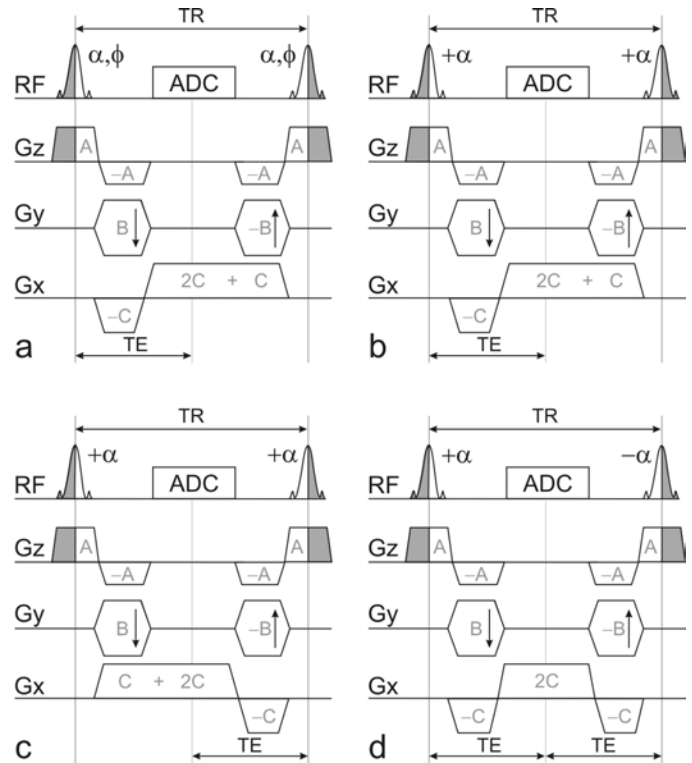 TR
α,ϕ α,ϕ
RF ADC
Gz A –A –A A
Gy B –B
Gx –C 2C + C
a TE
TR
+α +α
RF ADC
Gz A –A –A A
Gy B –B
Gx –C 2C + C
b TE
TR
+α +α
RF ADC
Gz A –A –A A
Gy B –B
Gx C + 2C –C
c TE
TR
+α –α
RF ADC
Gz A –A –A A
Gy B –B
Gx –C 2C –C
d TE TE